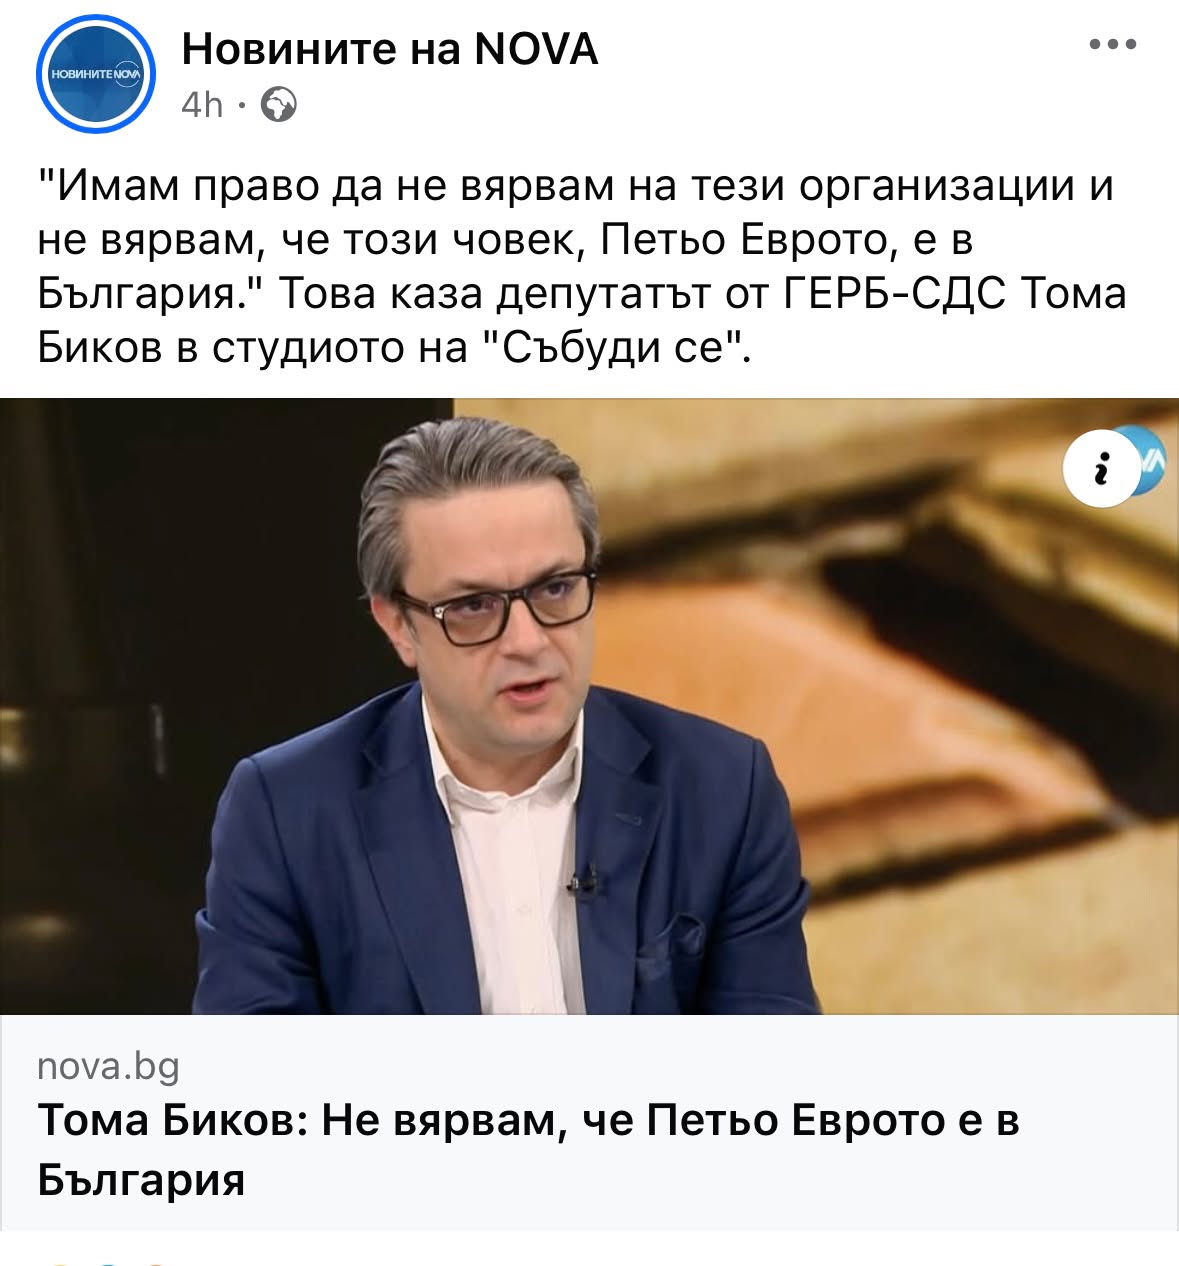 НОВИНИТЕ NOVA
Новините на NOVA
4h ·
"Имам право да не вярвам на тези организации и
не вярвам, че този човек, Петьо Еврото, е в
България." Това каза депутатът от ГЕРБ-СДС Тома
Биков в студиото на "Събуди се".
i
nova.bg
Тома Биков: Не вярвам, че Петьо Еврото е в
България